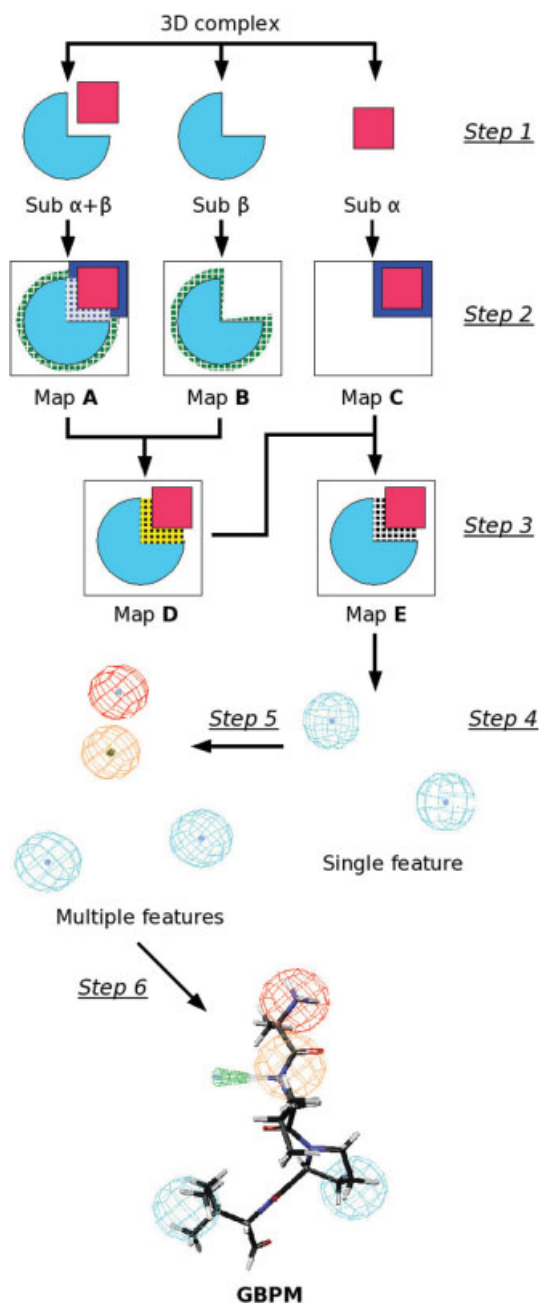 3D complex
Step 1
Sub α+β
Sub β
Sub α
Step 2
Map A
Map B
Map C
Step 3
Map D
Map E
Step 5
Step 4
Single feature
Multiple features
Step 6
GBPM